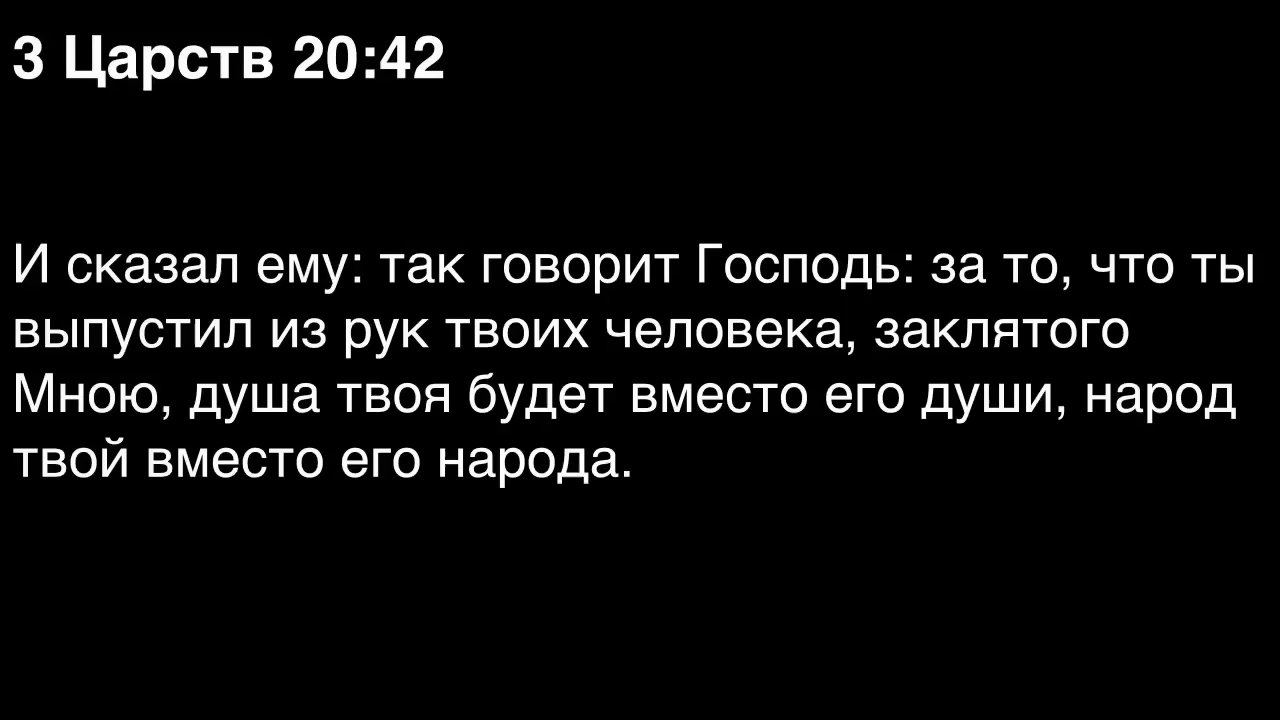 3 Царств 20:42
И сказал ему: так говорит Господь: за то, что ты
выпустил из рук твоих человека, заклятого
Мною, душа твоя будет вместо его души, народ
твой вместо его народа.